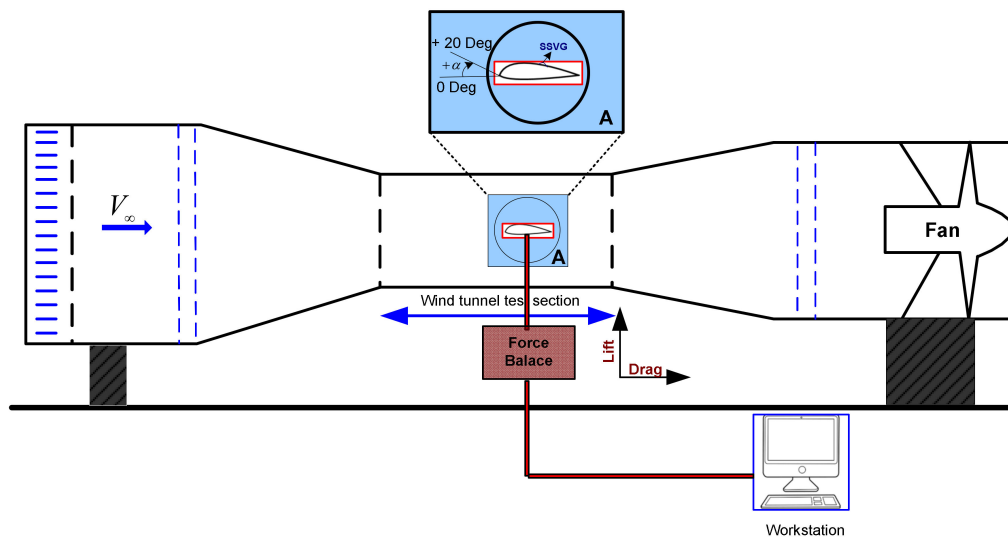 + 20 Deg
+α
0 Deg
SSVG
A
V∞
A
Fan
Wind tunnel test section
Force
Balace
Lift
Drag
Workstation